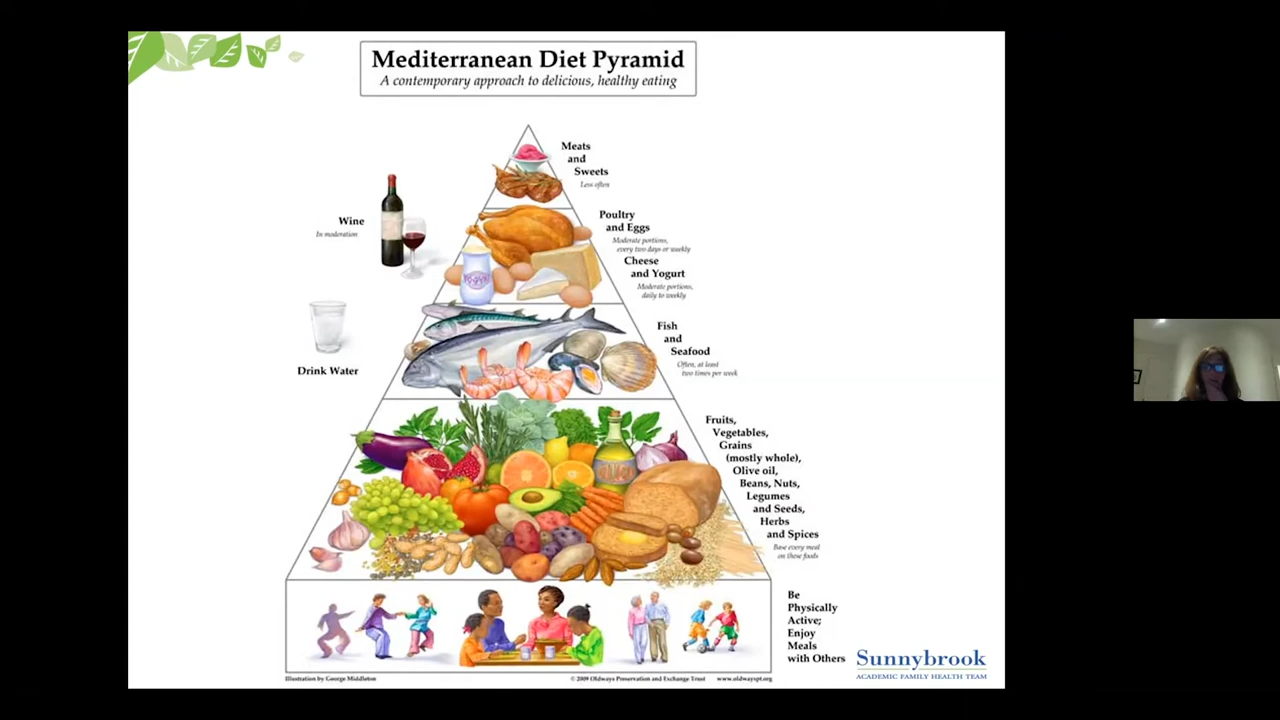 Mediterranean Diet Pyramid
A contemporary approach to delicious, healthy eating
Meats
and
Sweets
Less often
Wine
In moderation
Poultry
and Eggs
Moderate portions,
every two days or weekly
Cheese
and Yogurt
Moderate portions,
daily to weekly
Drink Water
Fish
and
Seafood
Often, at least
two times per week
Fruits,
Vegetables,
Grains
(mostly whole),
Olive oil,
Beans, Nuts,
Legumes
and Seeds,
Herbs
and Spices
Base every meal
on these foods
Be
Physically
Active;
Enjoy
Meals
with Others
Illustration by George Middleton
© 2009 Oldways Preservation and Exchange Trust
www.oldwayspt.org
Sunnybrook
ACADEMIC FAMILY HEALTH TEAM